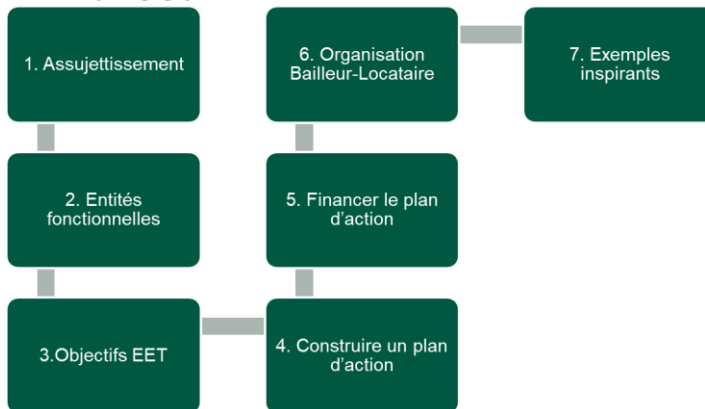 1. Assujettissement
2. Entités
fonctionnelles
3.Objectifs EET
4. Construire un plan
d'action
5. Financer le plan
d'action
6. Organisation
Bailleur-Locataire
7. Exemples
inspirants